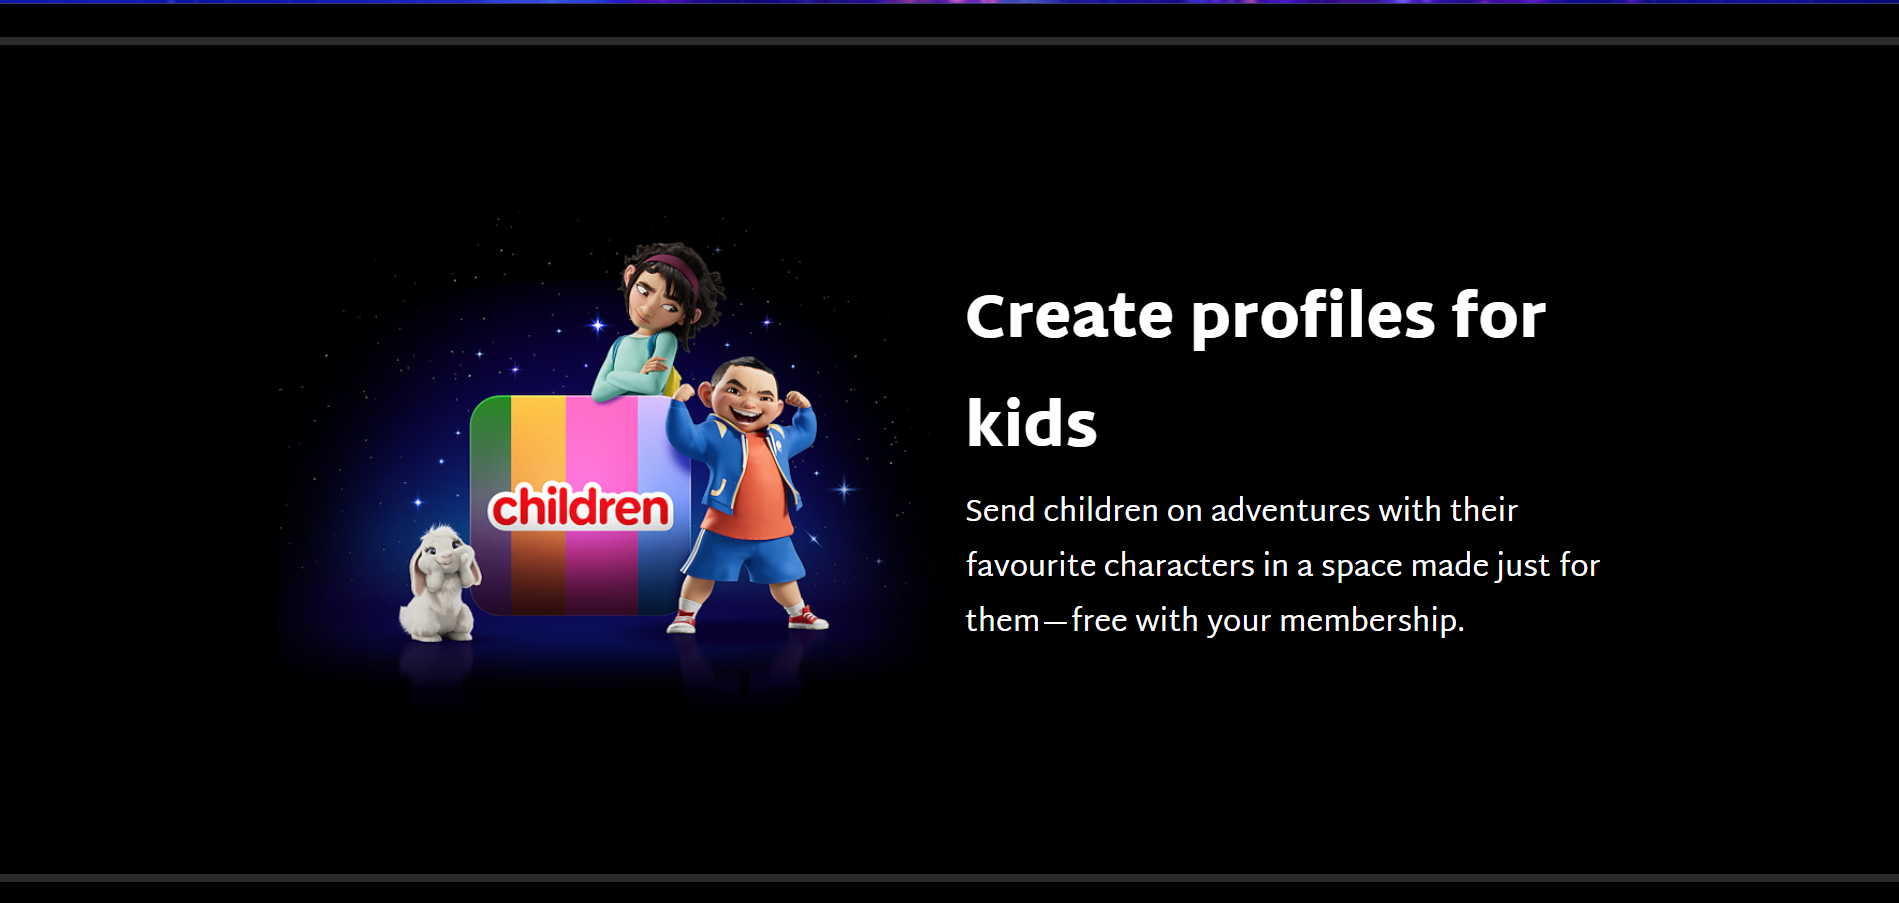 children
Create profiles for
kids
Send children on adventures with their
favourite characters in a space made just for
them—free with your membership.